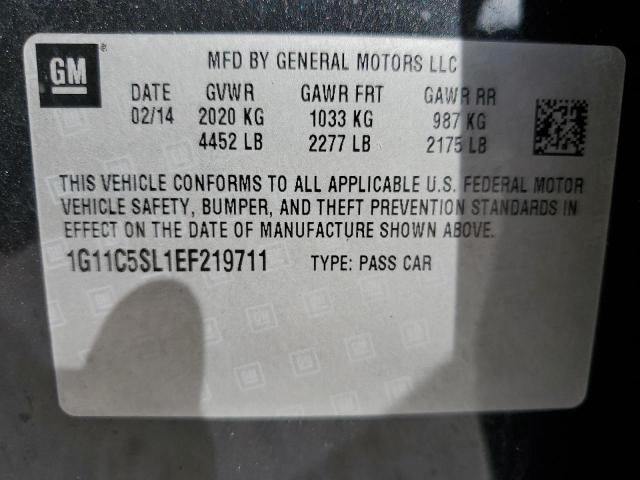 GM ®
MFD BY GENERAL MOTORS LLC
DATE GVWR GAWR FRT GAWR RR
02/14 2020 KG 1033 KG 987 KG
4452 LB 2277 LB 2175 LB
THIS VEHICLE CONFORMS TO ALL APPLICABLE U.S. FEDERAL MOTOR
VEHICLE SAFETY, BUMPER, AND THEFT PREVENTION STANDARDS IN
EFFECT ON THE DATE OF MANUFACTURE SHOWN ABOVE.
1G11C5SL1EF219711 TYPE: PASS CAR